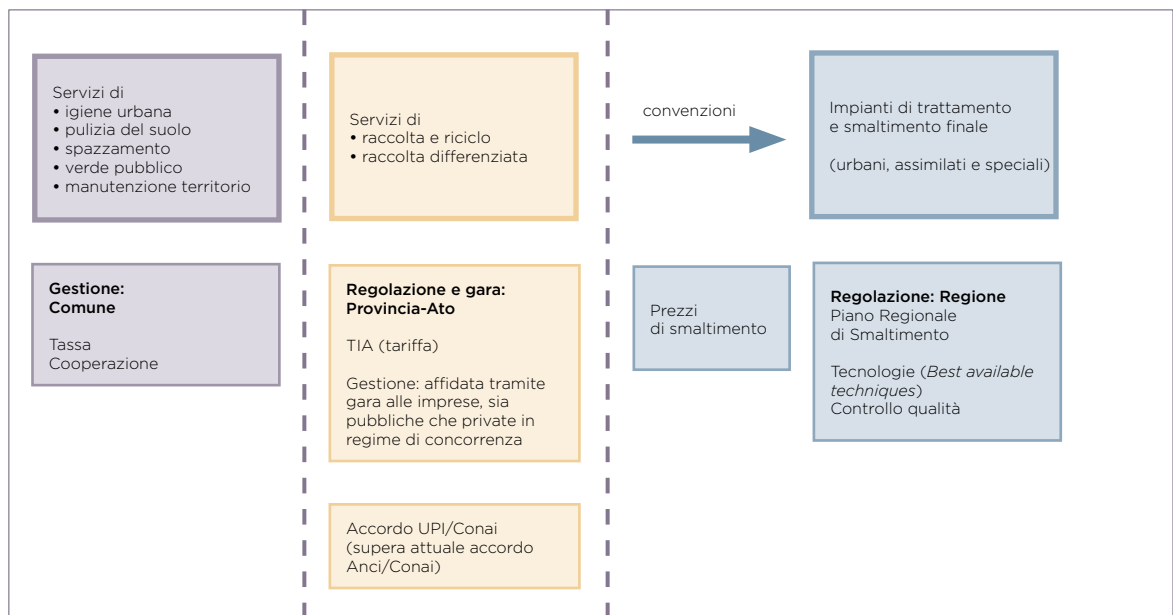 Servizi di
• igiene urbana
• pulizia del suolo
• spazzamento
• verde pubblico
• manutenzione territorio
Gestione:
Comune
Tassa
Cooperazione
Servizi di
• raccolta e riciclo
• raccolta differenziata
Regolazione e gara:
Provincia-Ato
TIA (tariffa)
Gestione: affidata tramite
gara alle imprese, sia
pubbliche che private in
regime di concorrenza
Accordo UPI/Conai
(supera attuale accordo
Anci/Conai)
convenzioni
Impianti di trattamento
e smaltimento finale
(urbani, assimilati e speciali)
Prezzi
di smaltimento
Regolazione: Regione
Piano Regionale
di Smaltimento
Tecnologie (Best available
techniques)
Controllo qualità